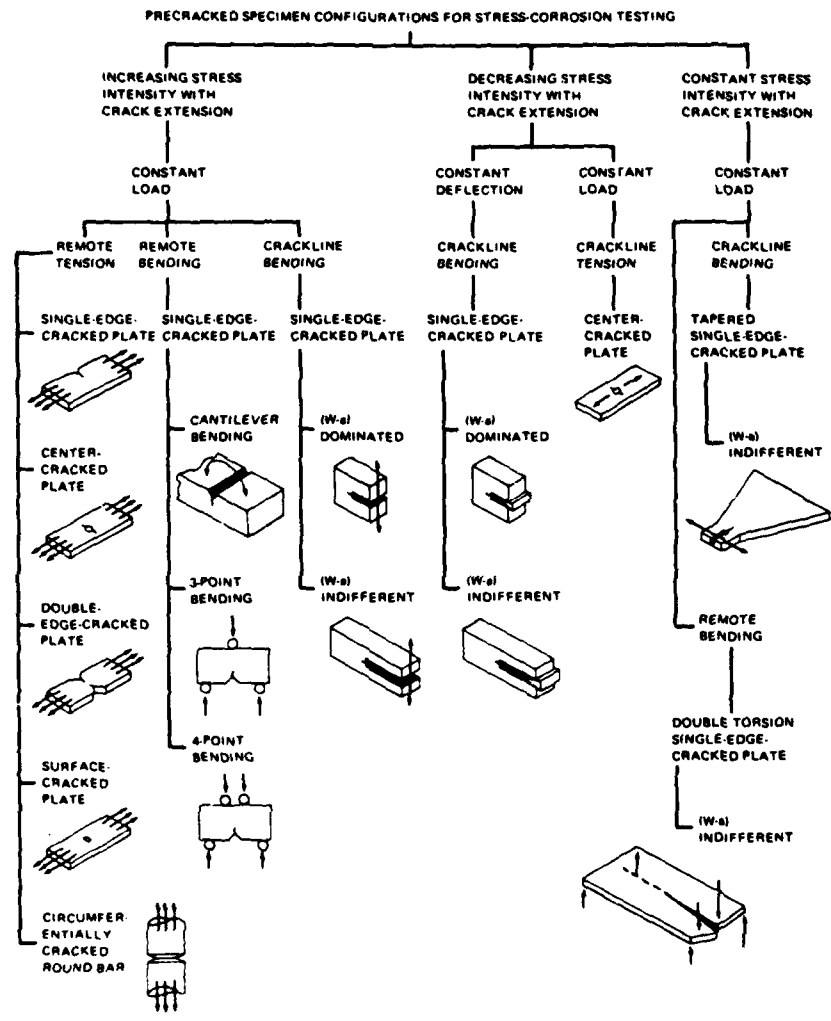 PRECRACKED SPECIMEN CONFIGURATIONS FOR STRESS-CORROSION TESTING
INCREASING STRESS
INTENSITY WITH
CRACK EXTENSION
DECREASING STRESS
INTENSITY WITH
CRACK EXTENSION
CONSTANT STRESS
INTENSITY WITH
CRACK EXTENSION
CONSTANT
LOAD
CONSTANT
DEFLECTION
CONSTANT
LOAD
CONSTANT
LOAD
REMOTE
TENSION
REMOTE
BENDING
CRACKLINE
BENDING
CRACKLINE
BENDING
CRACKLINE
TENSION
CRACKLINE
BENDING
SINGLE-EDGE-
CRACKED PLATE
SINGLE-EDGE-
CRACKED PLATE
SINGLE-EDGE-
CRACKED PLATE
SINGLE-EDGE-
CRACKED PLATE
CENTER-
CRACKED
PLATE
TAPERED
SINGLE-EDGE-
CRACKED PLATE
CANTILEVER
BENDING
(W-a)
DOMINATED
(W-a)
DOMINATED
(W-a)
INDIFFERENT
CENTER-
CRACKED
PLATE
3-POINT
BENDING
(W-a)
INDIFFERENT
(W-a)
INDIFFERENT
DOUBLE-
EDGE-CRACKED
PLATE
REMOTE
BENDING
4-POINT
BENDING
DOUBLE TORSION
SINGLE-EDGE-
CRACKED PLATE
SURFACE-
CRACKED
PLATE
(W-a)
INDIFFERENT
CIRCUMFER-
ENTIALLY
CRACKED
ROUND BAR